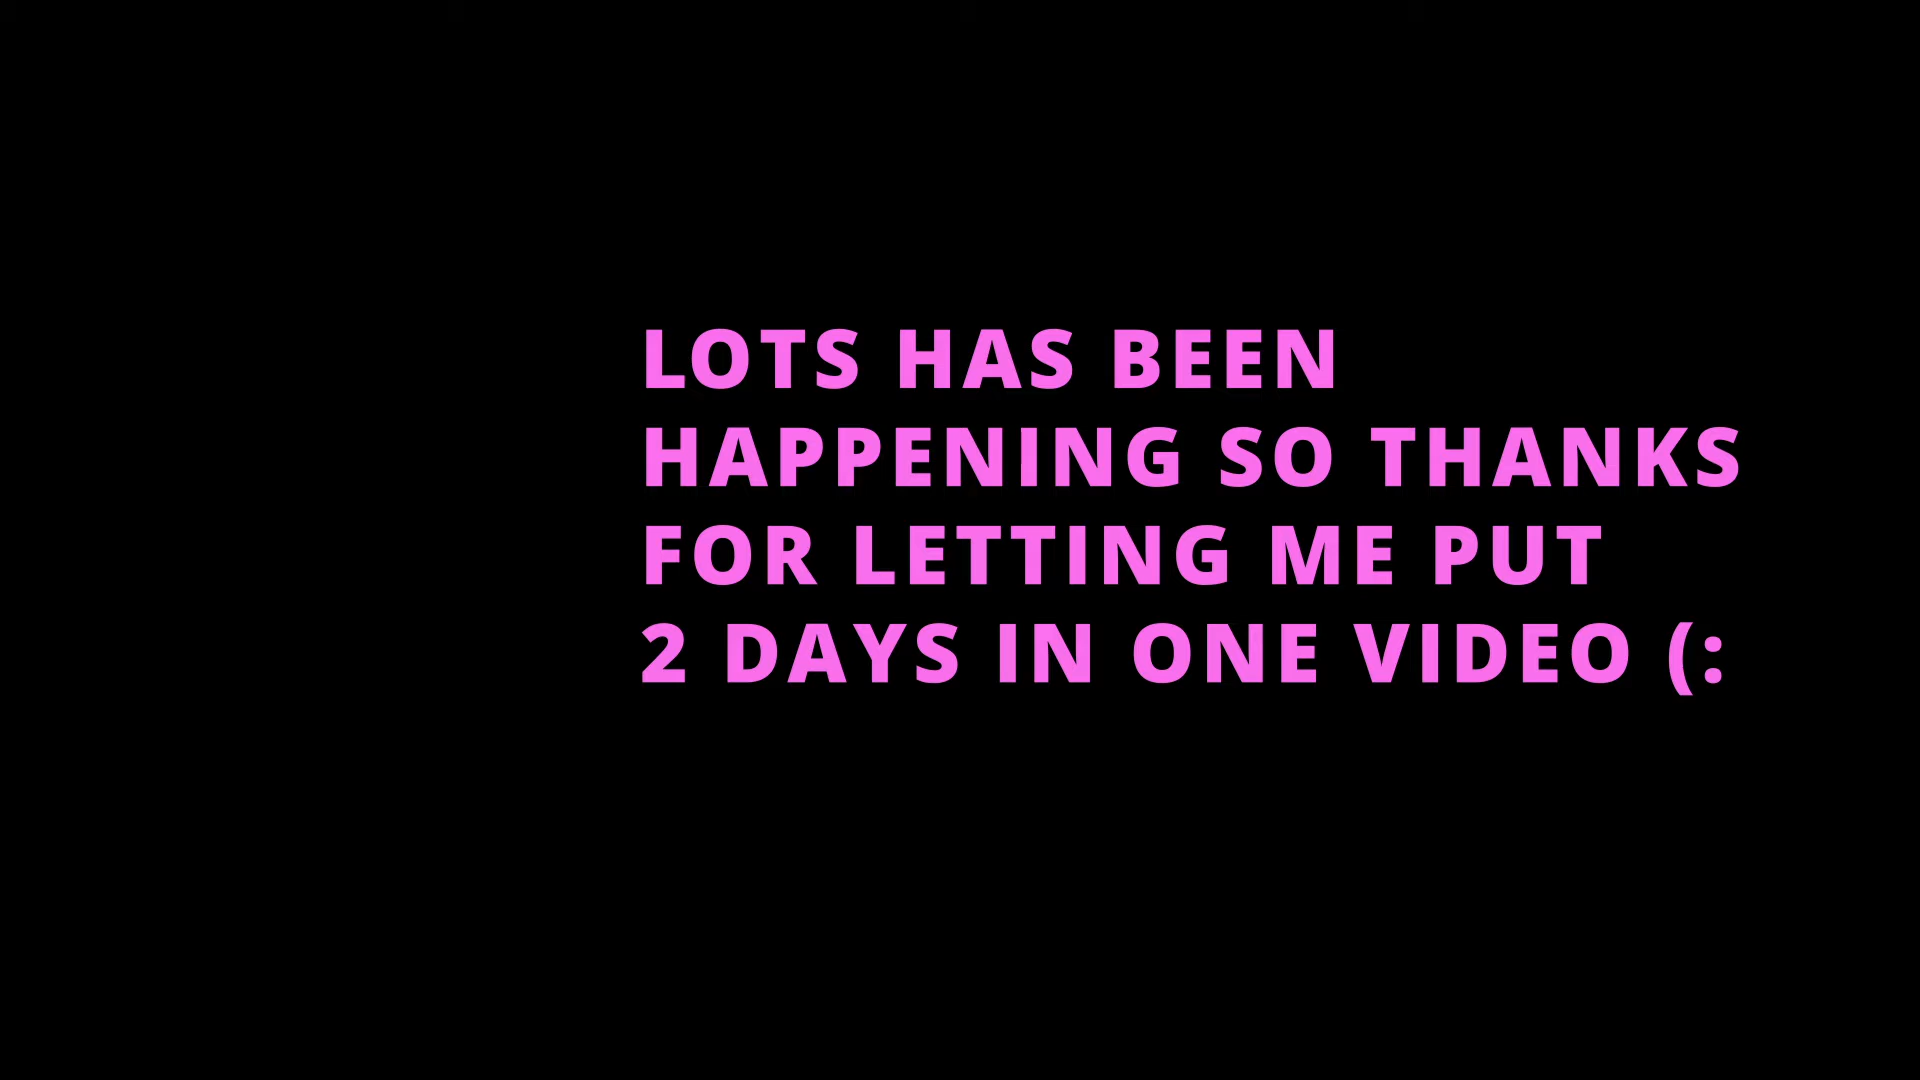 LOTS HAS BEEN
HAPPENING SO THANKS
FOR LETTING ME PUT
2 DAYS IN ONE VIDEO (: